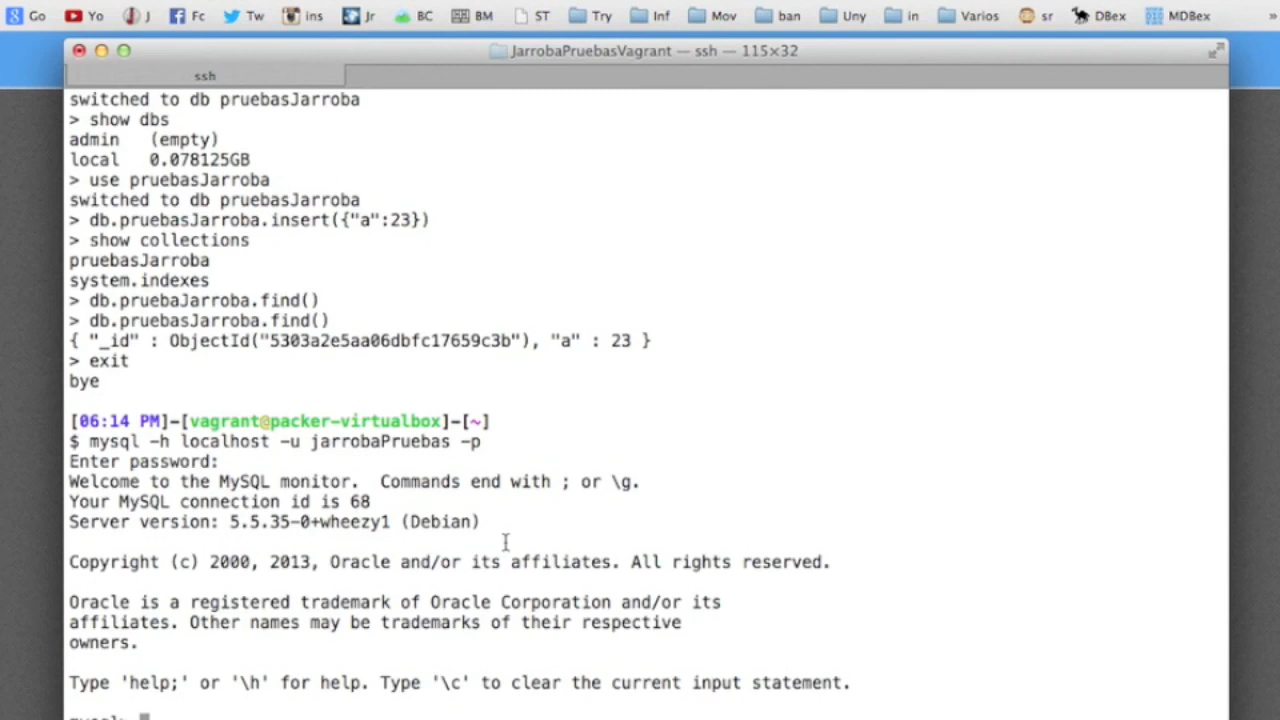 Go Yo J Fc Tw ins Jr BC BM ST Try Inf Mov ban Uny in Varios sr DBex MDBex »
JarrobaPruebasVagrant — ssh — 115×32
ssh
switched to db pruebasJarroba
> show dbs
admin (empty)
local 0.078125GB
> use pruebasJarroba
switched to db pruebasJarroba
> db.pruebasJarroba.insert({"a":23})
> show collections
pruebasJarroba
system.indexes
> db.pruebaJarroba.find()
> db.pruebasJarroba.find()
{ "_id" : ObjectId("5303a2e5aa06dbfc17659c3b"), "a" : 23 }
> exit
bye
[06:14 PM]-[vagrant@packer-virtualbox]-[~]
$ mysql -h localhost -u jarrobaPruebas -p
Enter password:
Welcome to the MySQL monitor. Commands end with ; or \g.
Your MySQL connection id is 68
Server version: 5.5.35-0+wheezy1 (Debian)
Copyright (c) 2000, 2013, Oracle and/or its affiliates. All rights reserved.
Oracle is a registered trademark of Oracle Corporation and/or its
affiliates. Other names may be trademarks of their respective
owners.
Type 'help;' or '\h' for help. Type '\c' to clear the current input statement.
mysql>